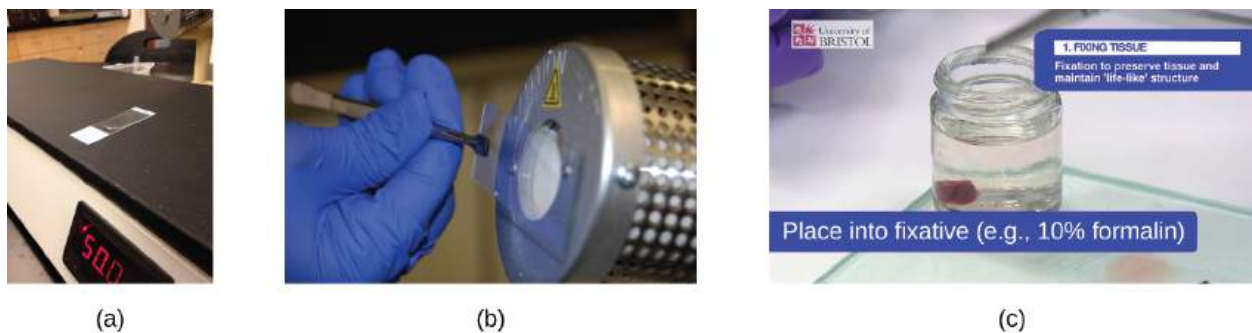 50.0
University of
BRISTOL
1. FIXING TISSUE
Fixation to preserve tissue and
maintain 'life-like' structure
Place into fixative (e.g., 10% formalin)
(a)
(b)
(c)